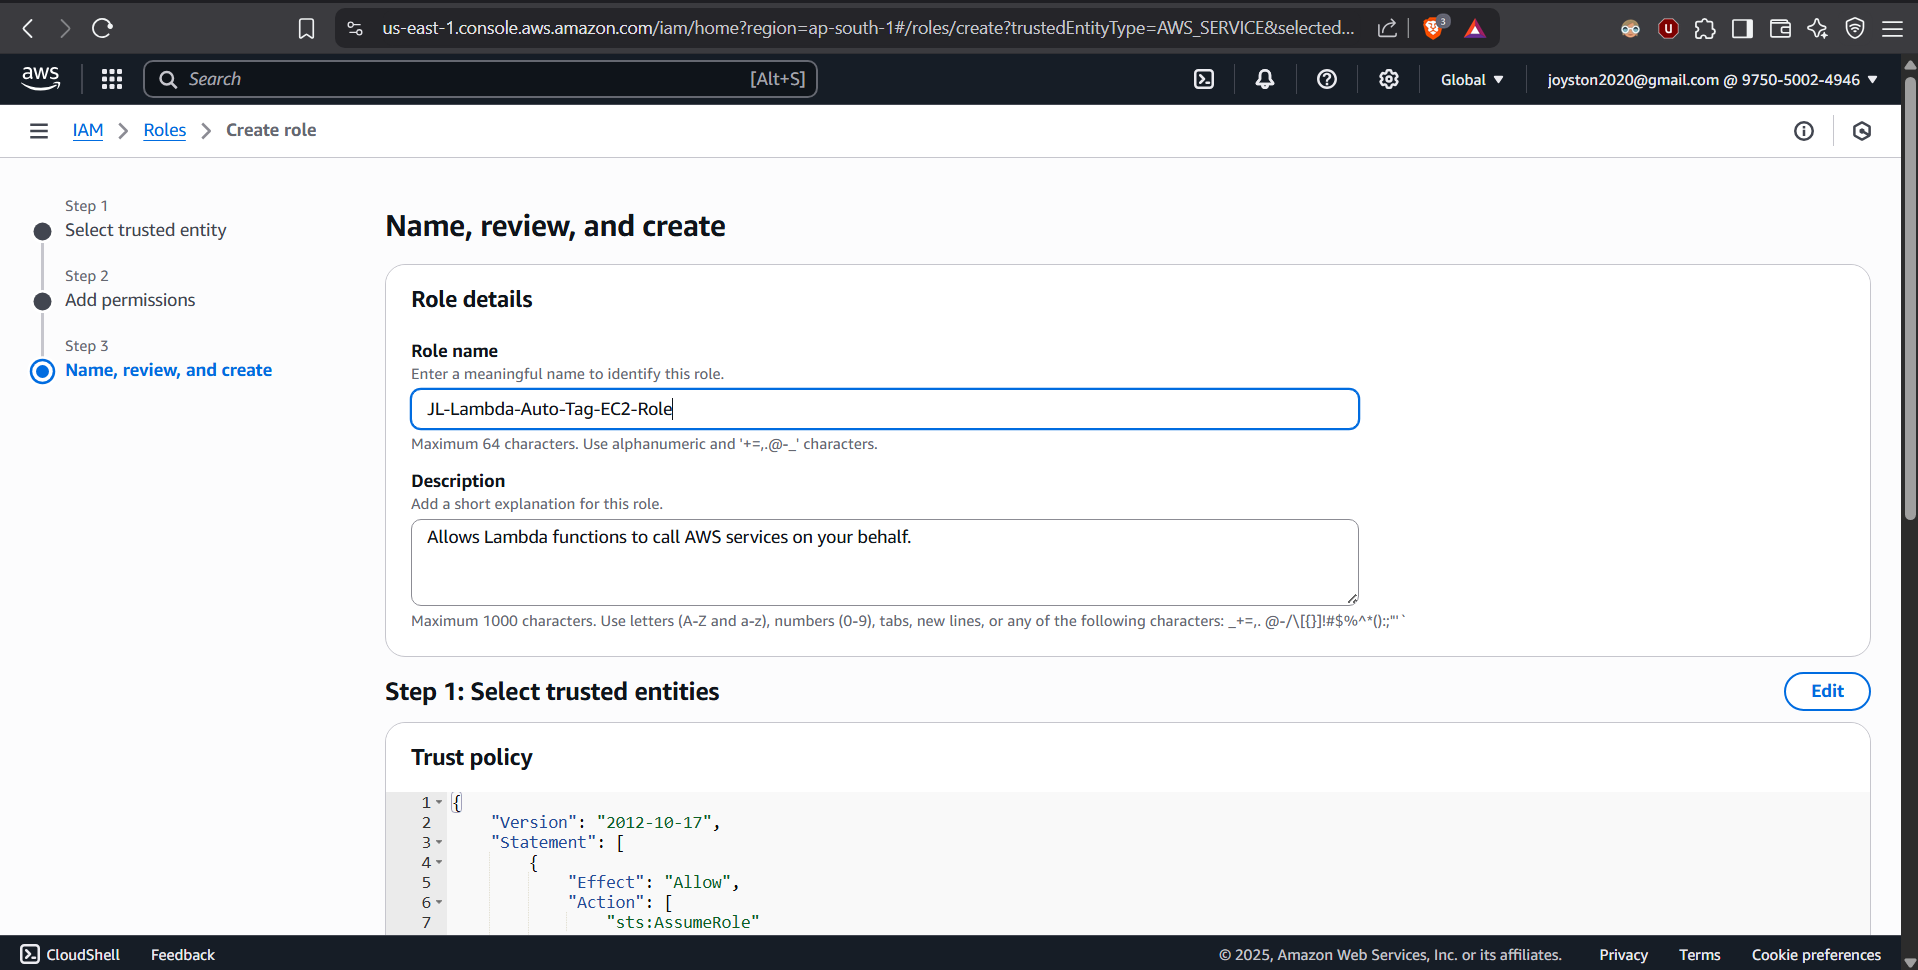 us-east-1.console.aws.amazon.com/iam/home?region=ap-south-1#/roles/create?trustedEntityType=AWS_SERVICE&selected...
3
U
aws
Search
[Alt+S]
Global
joyston2020@gmail.com @ 9750-5002-4946
IAM
Roles
Create role
Step 1
Select trusted entity
Step 2
Add permissions
Step 3
Name, review, and create
Name, review, and create
Role details
Role name
Enter a meaningful name to identify this role.
JL-Lambda-Auto-Tag-EC2-Role
Maximum 64 characters. Use alphanumeric and '+=,.@-_' characters.
Description
Add a short explanation for this role.
Allows Lambda functions to call AWS services on your behalf.
Maximum 1000 characters. Use letters (A-Z and a-z), numbers (0-9), tabs, new lines, or any of the following characters: _+=,. @-/\[{}]!#$%^*();:"'`
Step 1: Select trusted entities
Edit
Trust policy
1 {
2 "Version": "2012-10-17",
3 "Statement": [
4 {
5 "Effect": "Allow",
6 "Action": [
7 "sts:AssumeRole"
CloudShell
Feedback
© 2025, Amazon Web Services, Inc. or its affiliates.
Privacy
Terms
Cookie preferences